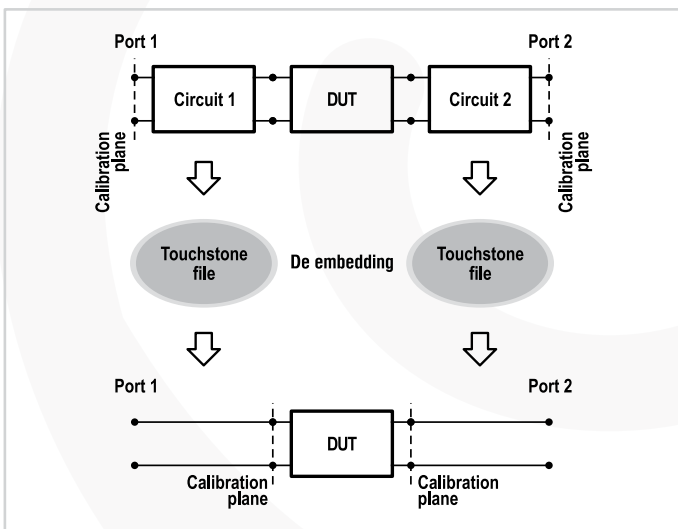 Port 1
Port 2
Circuit 1
DUT
Circuit 2
Calibration
plane
Calibration
plane
Touchstone
file
De embedding
Touchstone
file
Port 1
Port 2
DUT
Calibration
plane
Calibration
plane